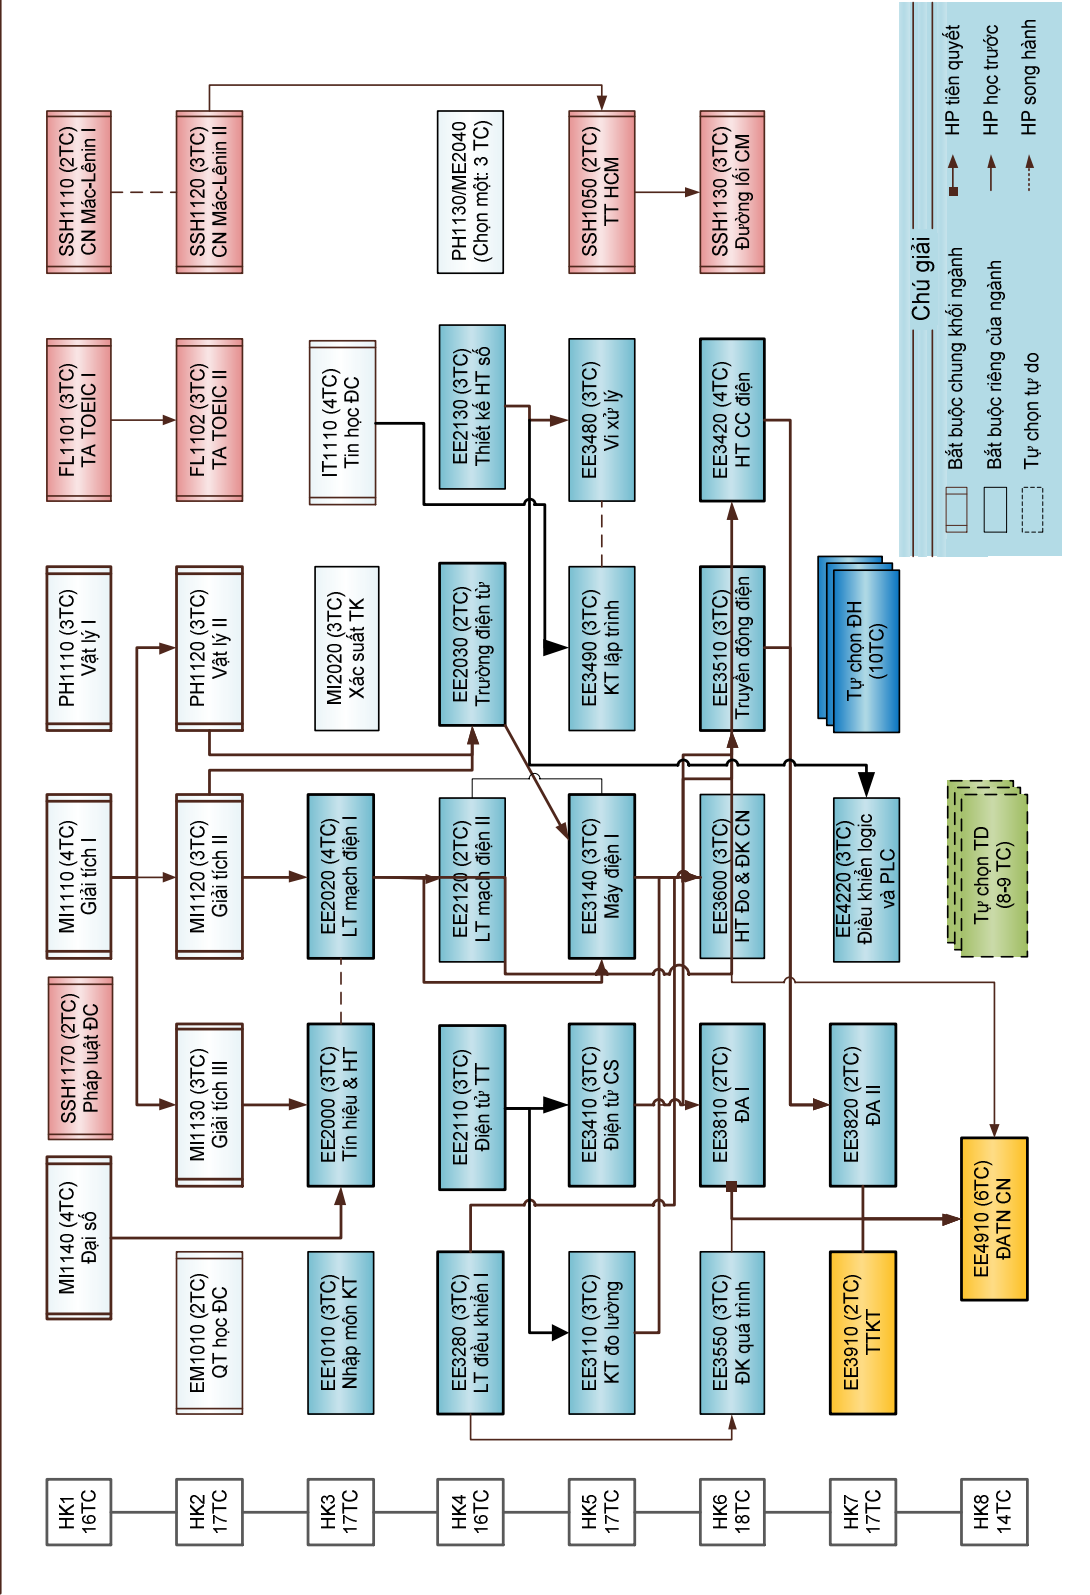 HK1
16TC
MI1140 (4TC)
Đại số
SSH1170 (2TC)
Pháp luật ĐC
MI1110 (4TC)
Giải tích I
PH1110 (3TC)
Vật lý I
FL1101 (3TC)
TA TOEIC I
SSH1110 (2TC)
CN Mác-Lênin I
HK2
17TC
EM1010 (2TC)
QT học ĐC
MI1130 (3TC)
Giải tích III
MI1120 (3TC)
Giải tích II
PH1120 (3TC)
Vật lý II
FL1102 (3TC)
TA TOEIC II
SSH1120 (3TC)
CN Mác-Lênin II
HK3
17TC
EE1010 (3TC)
Nhập môn KT
EE2000 (3TC)
Tín hiệu & HT
EE2020 (4TC)
LT mạch điện I
MI2020 (3TC)
Xác suất TK
IT1110 (4TC)
Tin học ĐC
HK4
16TC
EE3280 (3TC)
LT điều khiển I
EE2110 (3TC)
Điện tử TT
EE2120 (2TC)
LT mạch điện II
EE2030 (2TC)
Trường điện từ
EE2130 (3TC)
Thiết kế HT số
PH1130/ME2040
(Chọn một: 3 TC)
HK5
17TC
EE3110 (3TC)
KT đo lường
EE3410 (3TC)
Điện tử CS
EE3140 (3TC)
Máy điện I
EE3490 (3TC)
KT lập trình
EE3480 (3TC)
Vi xử lý
SSH1050 (2TC)
TT HCM
HK6
18TC
EE3550 (3TC)
ĐK quá trình
EE3810 (2TC)
ĐA I
EE3600 (3TC)
HT Đo & ĐK CN
EE3510 (3TC)
Truyền động điện
EE3420 (4TC)
HT CC điện
SSH1130 (3TC)
Đường lối CM
HK7
17TC
EE3910 (2TC)
TTKT
EE3820 (2TC)
ĐA II
EE4220 (3TC)
Điều khiển logic
và PLC
Tự chọn ĐH
(10TC)
HK8
14TC
EE4910 (6TC)
ĐATN CN
Tự chọn TD
(8-9 TC)
Chú giải
Bắt buộc chung khối ngành
HP tiên quyết
Bắt buộc riêng của ngành
HP học trước
Tự chọn tự do
HP song hành